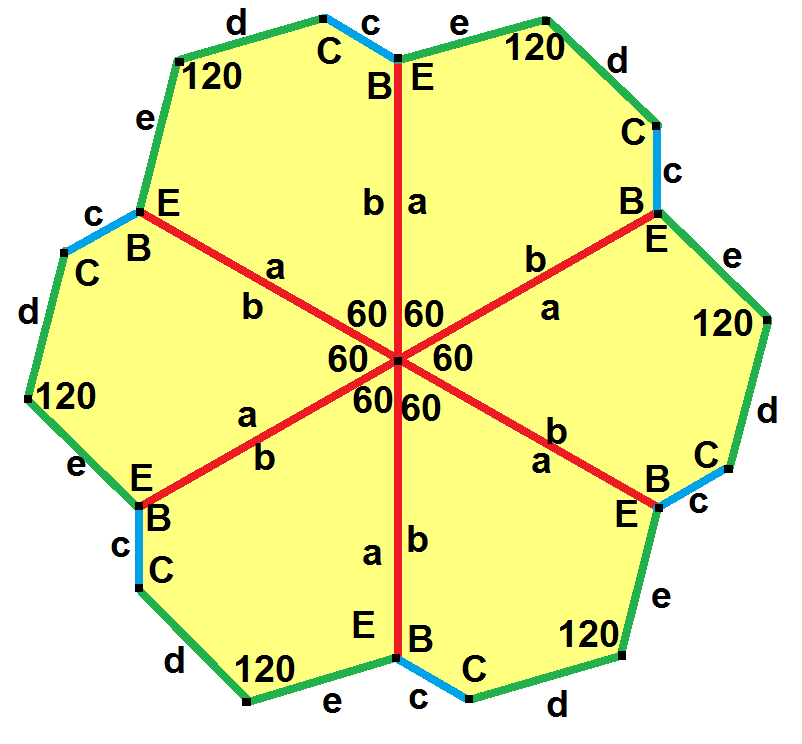 d c e
C 120 d
120 B E
e C
c E b a B c
B E
C a b e
b a
d 60 60 120
60 60
120 60 60
a b d
e E b a C
B B c
c C E
a b e
E B 120
d 120 C
e c d